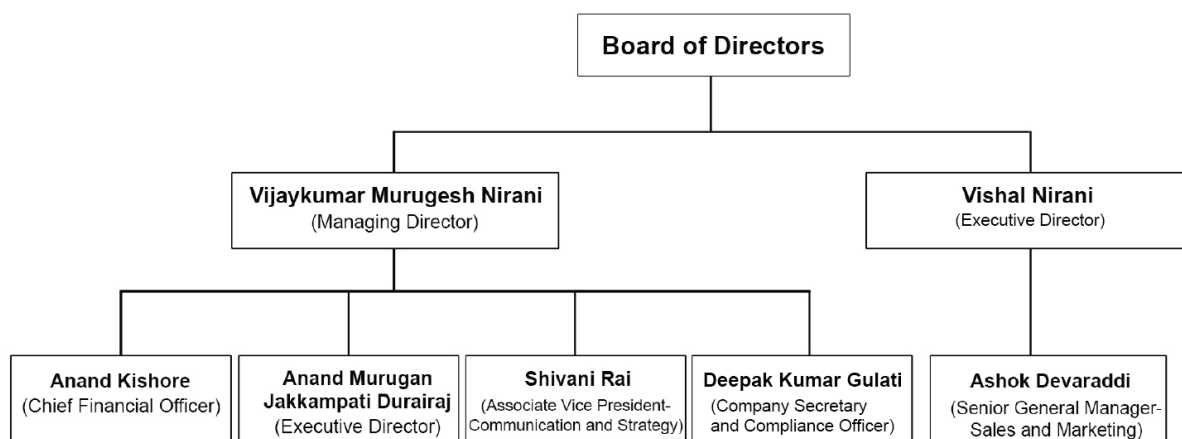 Board of Directors
Vijaykumar Murugesh Nirani
(Managing Director)
Vishal Nirani
(Executive Director)
Anand Kishore
(Chief Financial Officer)
Anand Murugan
Jakkampati Durairaj
(Executive Director)
Shivani Rai
(Associate Vice President-
Communication and Strategy)
Deepak Kumar Gulati
(Company Secretary
and Compliance Officer)
Ashok Devaraddi
(Senior General Manager-
Sales and Marketing)